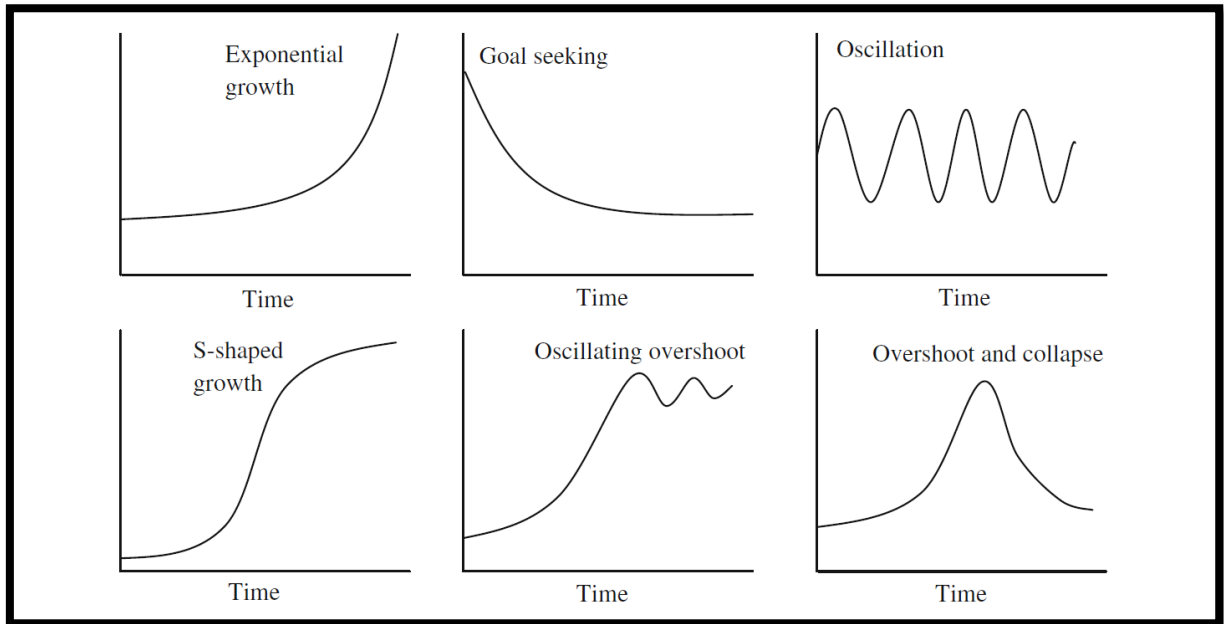 Exponential
growth
Goal seeking
Oscillation
Time
Time
Time
S-shaped
growth
Oscillating overshoot
Overshoot and collapse
Time
Time
Time